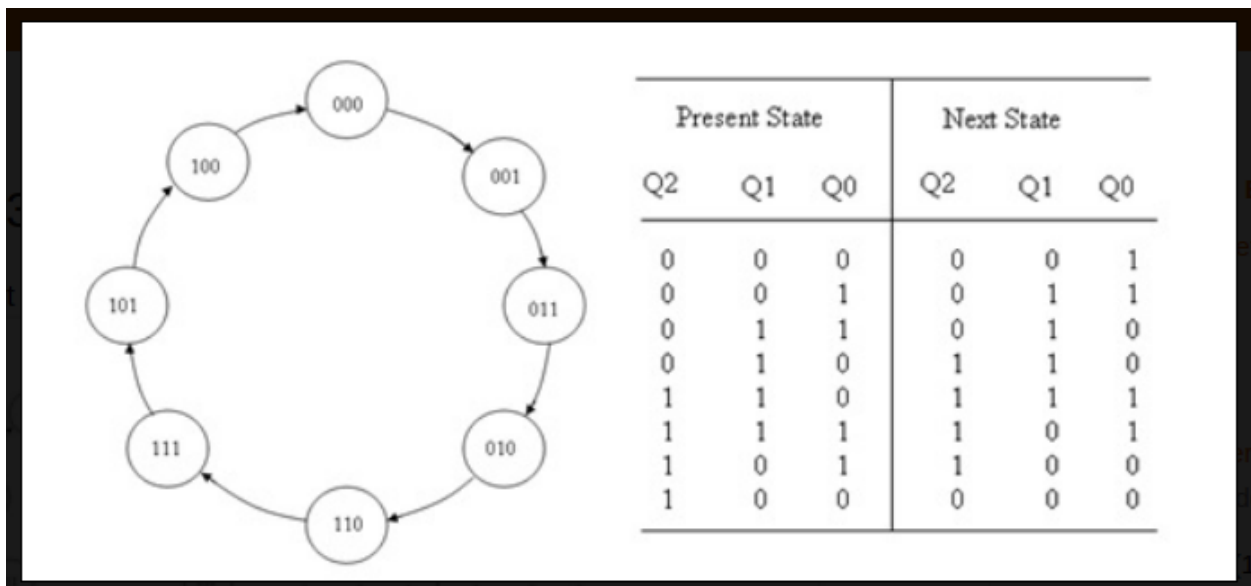 000
001
011
010
110
111
101
100
Present State Next State
Q2 Q1 Q0 Q2 Q1 Q0
0 0 0 0 0 1
0 0 1 0 1 1
0 1 1 0 1 0
0 1 0 1 1 0
1 1 0 1 1 1
1 1 1 1 0 1
1 0 1 1 0 0
1 0 0 0 0 0